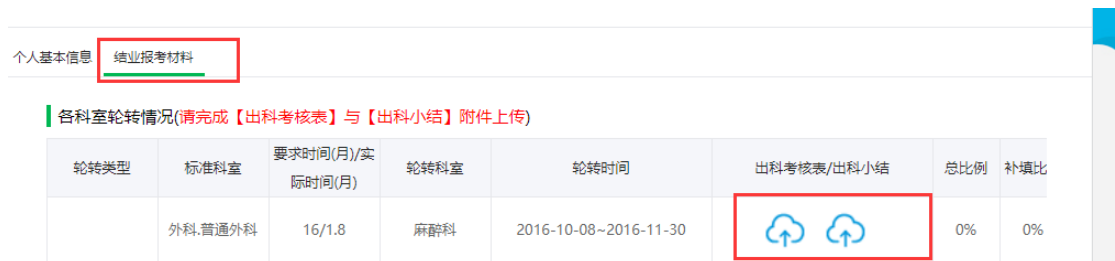 个人基本信息 结业报考材料
各科室轮转情况(请完成【出科考核表】与【出科小结】附件上传)
轮转类型 标准科室 要求时间(月)/实际时间(月) 轮转科室 轮转时间 出科考核表/出科小结 总比例 补填比
外科.普通外科 16/1.8 麻醉科 2016-10-08~2016-11-30 0% 0%